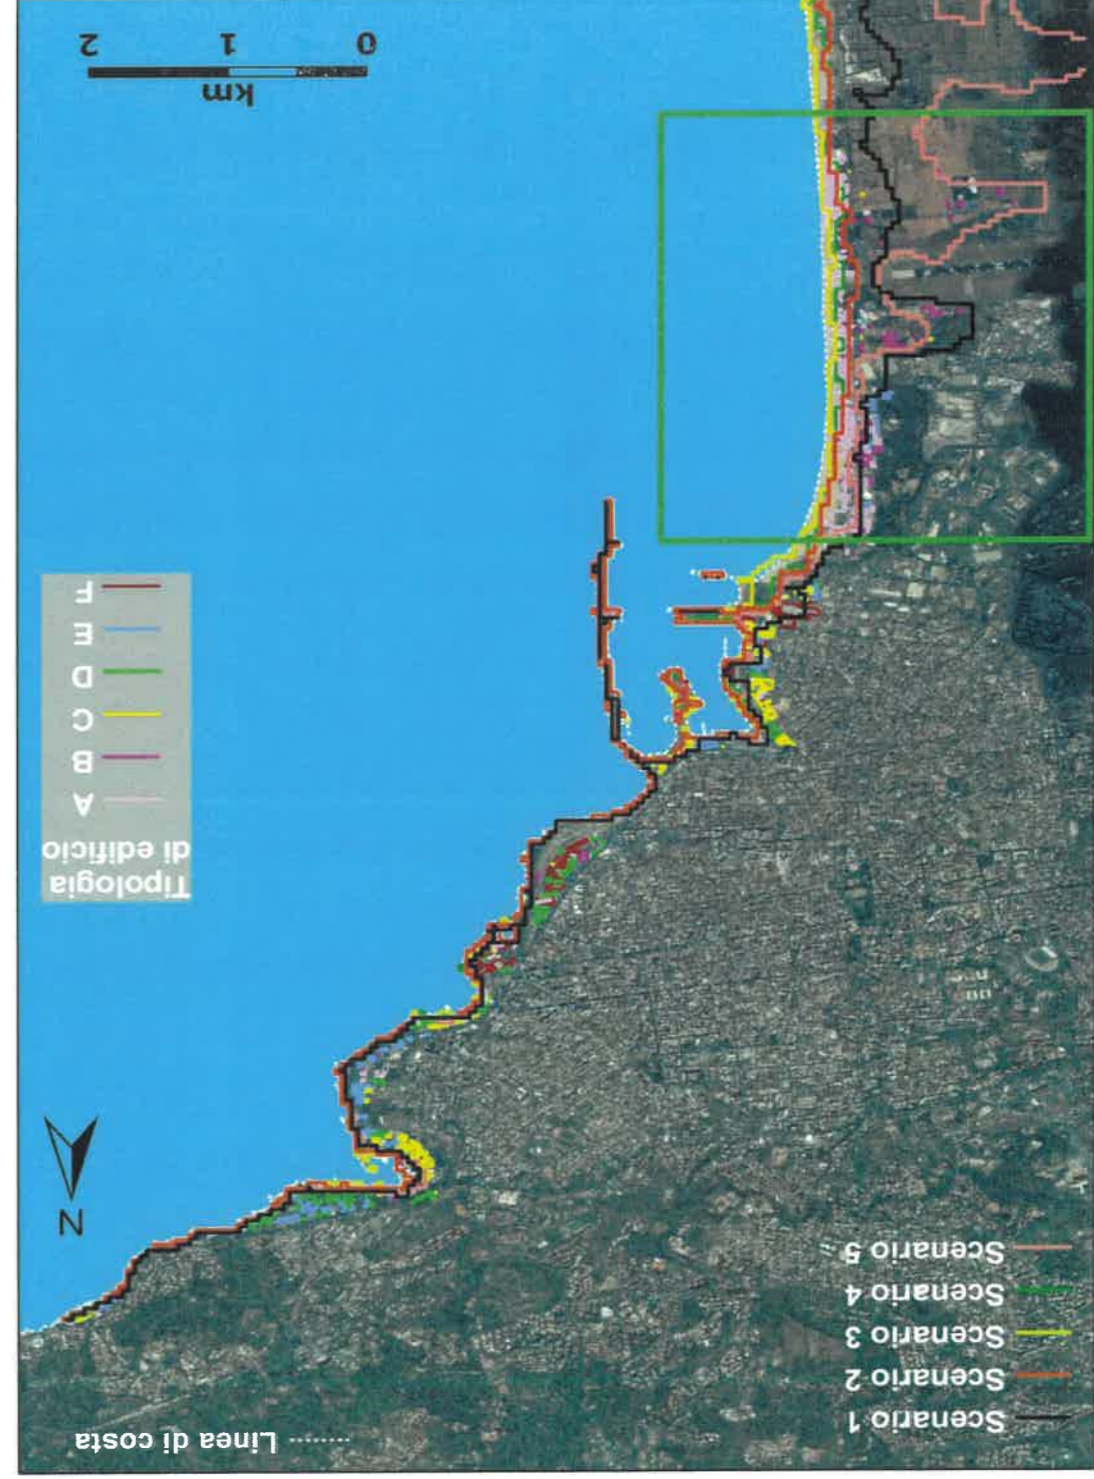 Linea di costa
Scenario 1
Scenario 2
Scenario 3
Scenario 4
Scenario 5
N
Tipologia
di edificio
A
B
C
D
E
F
km
0 1 2